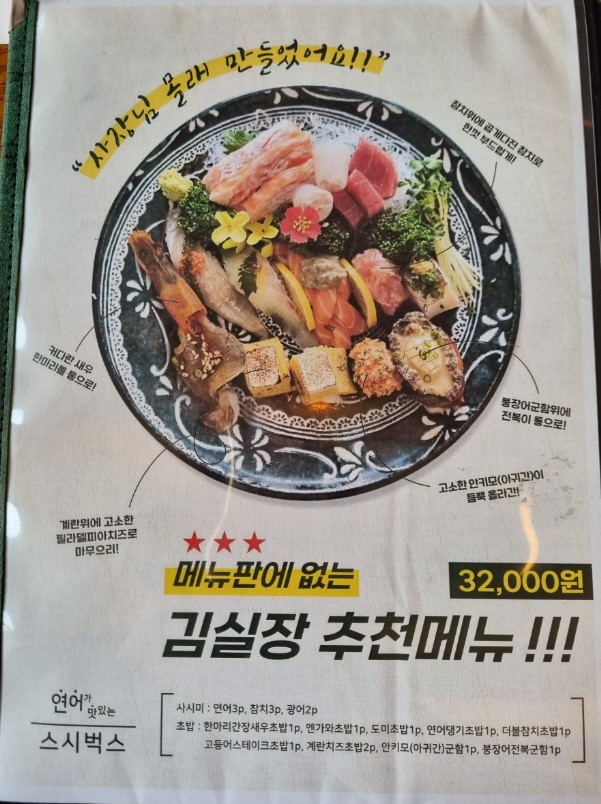 "사장님 몰래 만들었어요!!"
참치위에 곱게다진 참치로
한껏 부드럽게!
커다란 새우
한마리를 통으로!
붕장어군함위에
전복이 통으로!
고소한 안키모(아귀간)이
듬뿍 올라간!
계란위에 고소한
필라델피아치즈로
마무리!
메뉴판에 없는
32,000원
김실장 추천메뉴 !!!
연어가
맛있는
스시벅스
사시미 : 연어3p, 참치3p, 광어2p
초밥 : 한마리간장새우초밥1p, 엔가와초밥1p, 도미초밥1p, 연어댕기초밥1p, 더블참치초밥1p
고등어스테이크초밥1p, 계란치즈초밥2p, 안키모(아귀간)군함1p, 붕장어전복군함1p